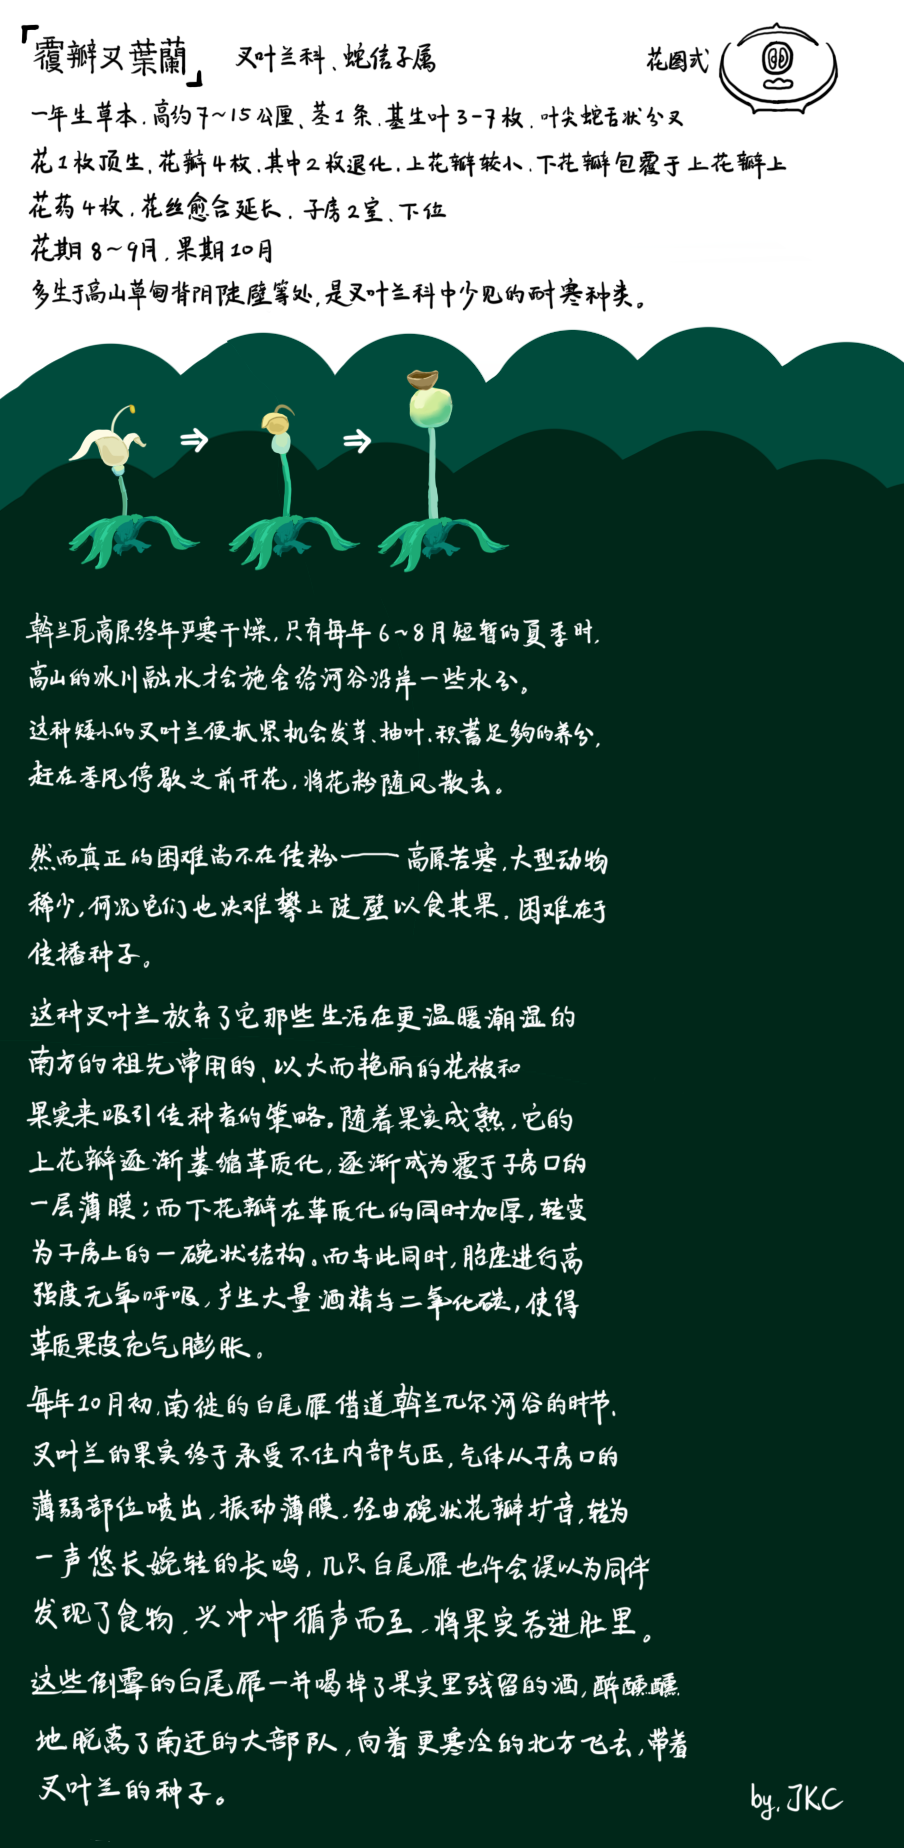 「覆瓣叉葉蘭」 叉叶兰科、蛇信子属 花图式
一年生草本,高约7~15公厘、茎1条,基生叶3-7枚,叶尖蛇舌状分叉
花1枚顶生,花瓣4枚,其中2枚退化,上花瓣较小,下花瓣包覆于上花瓣上
花药4枚,花丝愈合延长,子房2室、下位
花期8~9月,果期10月
多生于高山草甸背阴陡壁等处,是叉叶兰科中少见的耐寒种类。
斡兰瓦高原终年严寒干燥,只有每年6~8月短暂的夏季时,
高山的冰川融水才会施舍给河谷沿岸一些水分。
这种矮小的叉叶兰便抓紧机会发芽、抽叶、积蓄足够的养分,
赶在季风停歇之前开花,将花粉随风散去。
然而真正的困难尚不在传粉——高原苦寒,大型动物
稀少,何况它们也决难攀上陡壁以食其果,困难在于
传播种子。
这种叉叶兰放弃了它那些生活在更温暖潮湿的
南方的祖先常用的、以大而艳丽的花被和
果实来吸引传种者的策略。随着果实成熟,它的
上花瓣逐渐萎缩革质化,逐渐成为覆于子房口的
一层薄膜;而下花瓣在革质化的同时加厚,转变
为子房上的一碗状结构。而与此同时,胎座进行高
强度无氧呼吸,产生大量酒精与二氧化碳,使得
革质果皮充气膨胀。
每年10月初,南徙的白尾雁借道斡兰兀尔河谷的时节,
叉叶兰的果实终于承受不住内部气压,气体从子房口的
薄弱部位喷出,振动薄膜,经由碗状花瓣扩音,转为
一声悠长婉转的长鸣,几只白尾雁也许会误以为同伴
发现了食物,兴冲冲循声而至,将果实吞进肚里。
这些倒霉的白尾雁一并喝掉了果实里残留的酒,醉醺醺
地脱离了南迁的大部队,向着更寒冷的北方飞去,带着
叉叶兰的种子。
by.JKC